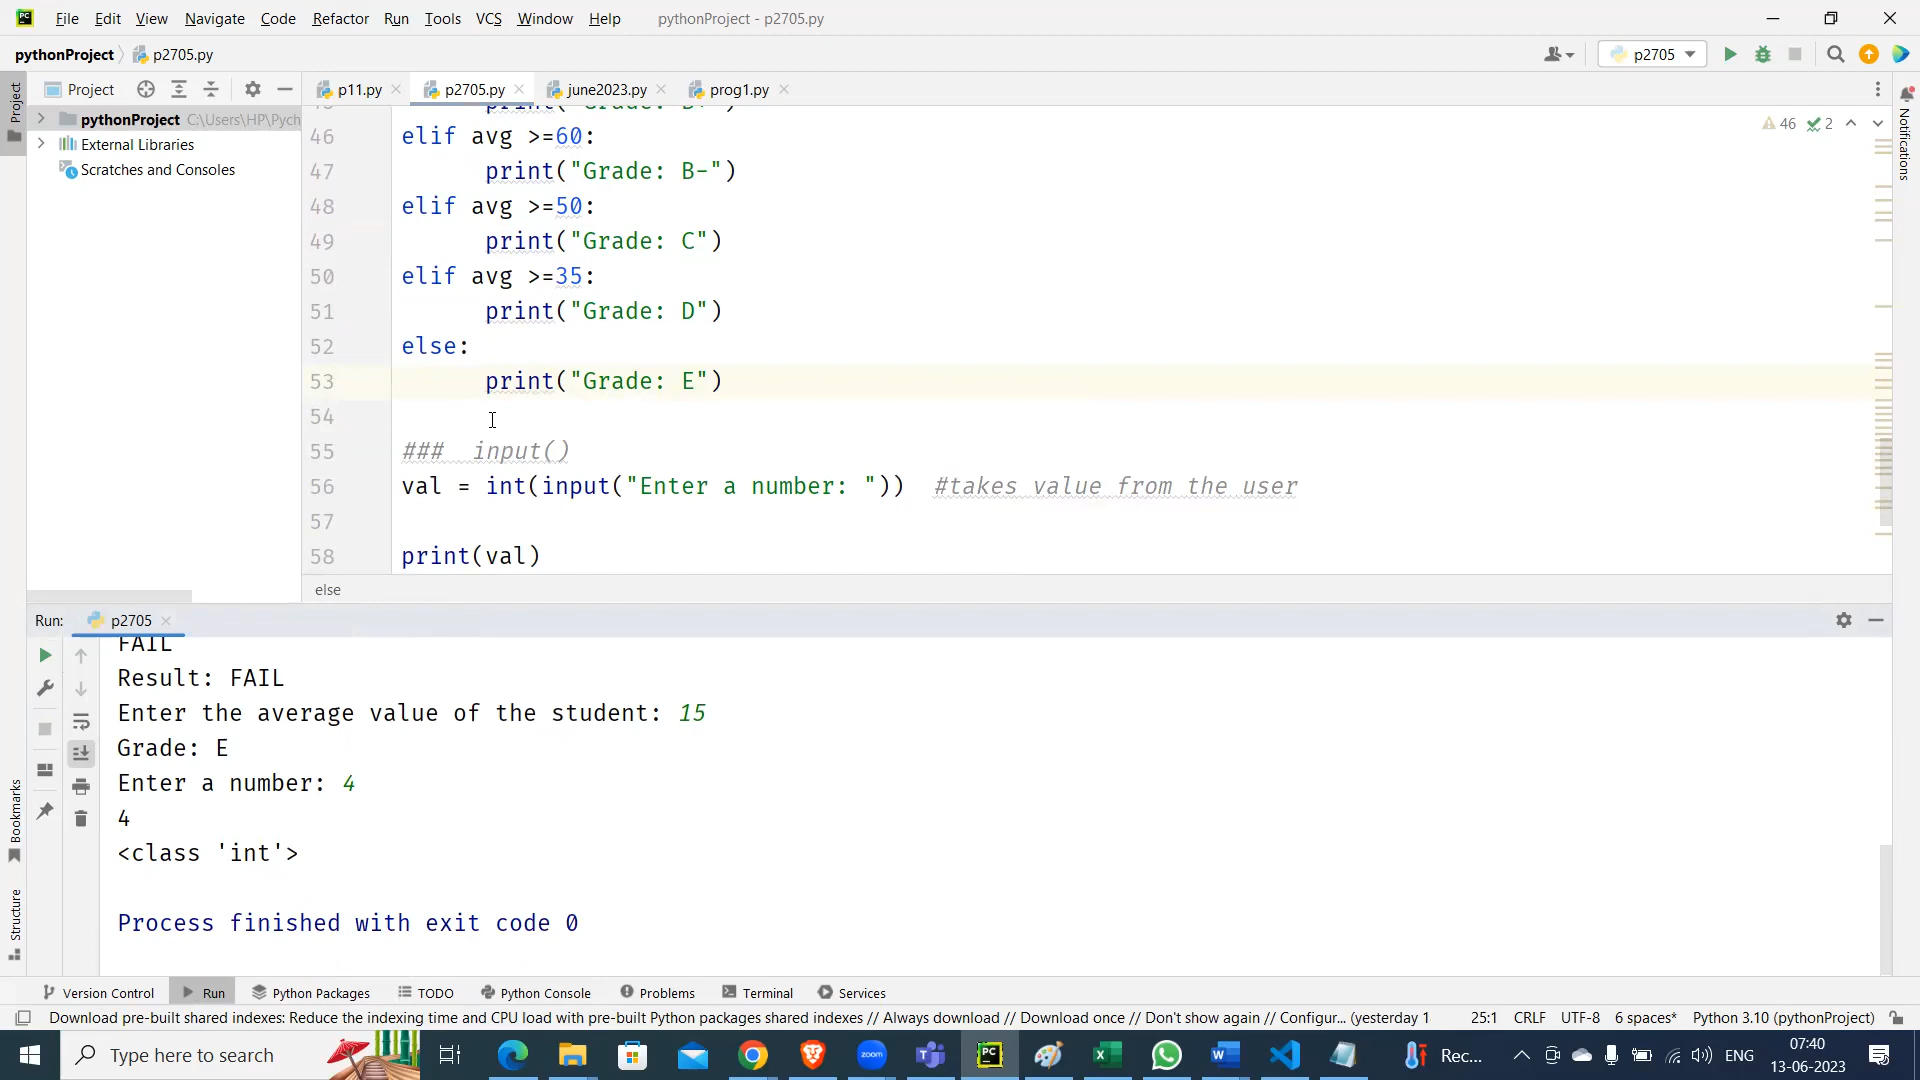 File Edit View Navigate Code Refactor Run Tools VCS Window Help pythonProject - p2705.py
pythonProject p2705.py p2705
Project p11.py p2705.py june2023.py prog1.py
pythonProject C:\Users\HP\Pych
External Libraries
Scratches and Consoles
Project
Notifications
Bookmarks
Structure
46 2
46 elif avg >=60:
47 print("Grade: B-")
48 elif avg >=50:
49 print("Grade: C")
50 elif avg >=35:
51 print("Grade: D")
52 else:
53 print("Grade: E")
54
55 ### input()
56 val = int(input("Enter a number: ")) #takes value from the user
57
58 print(val)
else
Run: p2705
FAIL
Result: FAIL
Enter the average value of the student: 15
Grade: E
Enter a number: 4
4
<class 'int'>
Process finished with exit code 0
Version Control Run Python Packages TODO Python Console Problems Terminal Services
Download pre-built shared indexes: Reduce the indexing time and CPU load with pre-built Python packages shared indexes // Always download // Download once // Don't show again // Configur... (yesterday 1 25:1 CRLF UTF-8 6 spaces* Python 3.10 (pythonProject)
Type here to search zoom Rec... ENG 07:40
13-06-2023